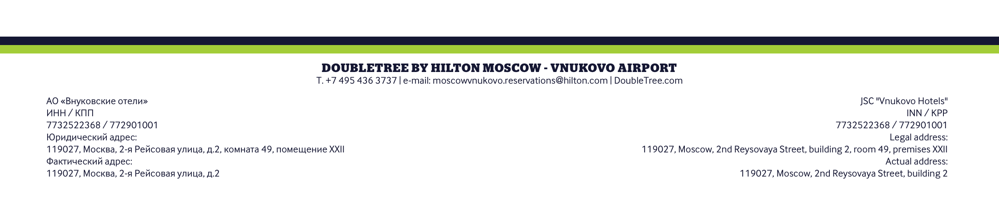 DOUBLETREE BY HILTON MOSCOW - VNUKOVO AIRPORT
T. +7 495 436 3737 | e-mail: moscowvnukovo.reservations@hilton.com | DoubleTree.com
АО «Внуковские отели»
ИНН / КПП
7732522368 / 772901001
Юридический адрес:
119027, Москва, 2-я Рейсовая улица, д.2, комната 49, помещение XXII
Фактический адрес:
119027, Москва, 2-я Рейсовая улица, д.2
JSC "Vnukovo Hotels"
INN / KPP
7732522368 / 772901001
Legal address:
119027, Moscow, 2nd Reysovaya Street, building 2, room 49, premises XXII
Actual address:
119027, Moscow, 2nd Reysovaya Street, building 2